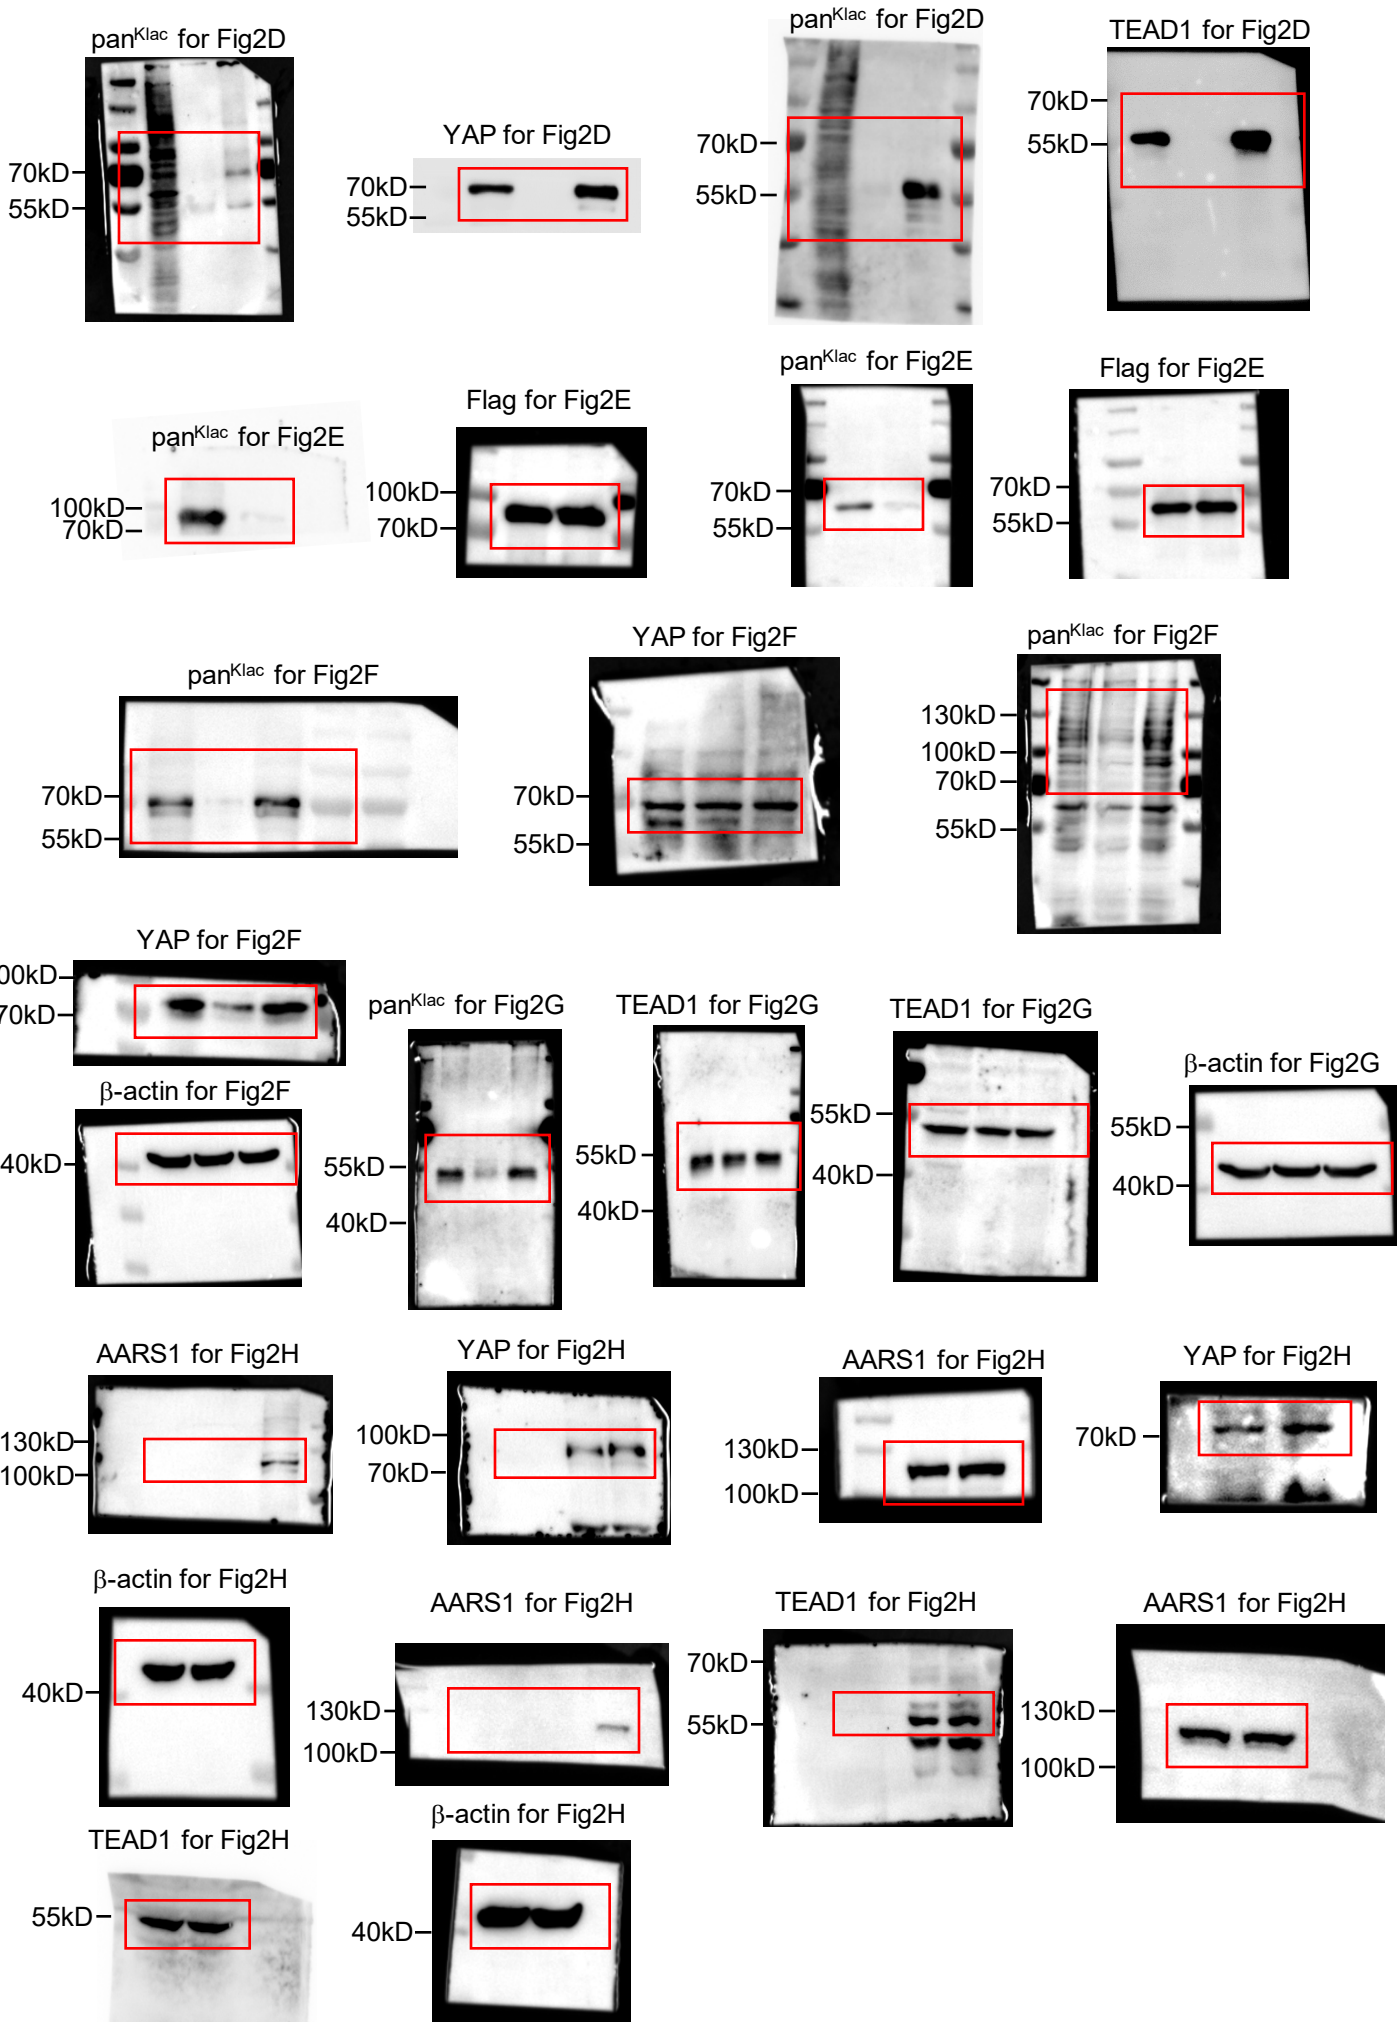 panKlac for Fig2D
70kD
55kD
YAP for Fig2D
70kD
55kD
panKlac for Fig2D
70kD
55kD
TEAD1 for Fig2D
70kD
55kD
panKlac for Fig2E
100kD
70kD
Flag for Fig2E
100kD
70kD
panKlac for Fig2E
70kD
55kD
Flag for Fig2E
70kD
55kD
panKlac for Fig2F
70kD
55kD
YAP for Fig2F
70kD
55kD
panKlac for Fig2F
130kD
100kD
70kD
55kD
YAP for Fig2F
00kD
70kD
β-actin for Fig2F
40kD
panKlac for Fig2G
55kD
40kD
TEAD1 for Fig2G
55kD
40kD
TEAD1 for Fig2G
55kD
40kD
β-actin for Fig2G
55kD
40kD
AARS1 for Fig2H
130kD
100kD
YAP for Fig2H
100kD
70kD
AARS1 for Fig2H
130kD
100kD
YAP for Fig2H
70kD
β-actin for Fig2H
40kD
AARS1 for Fig2H
130kD
100kD
TEAD1 for Fig2H
70kD
55kD
AARS1 for Fig2H
130kD
100kD
TEAD1 for Fig2H
55kD
β-actin for Fig2H
40kD